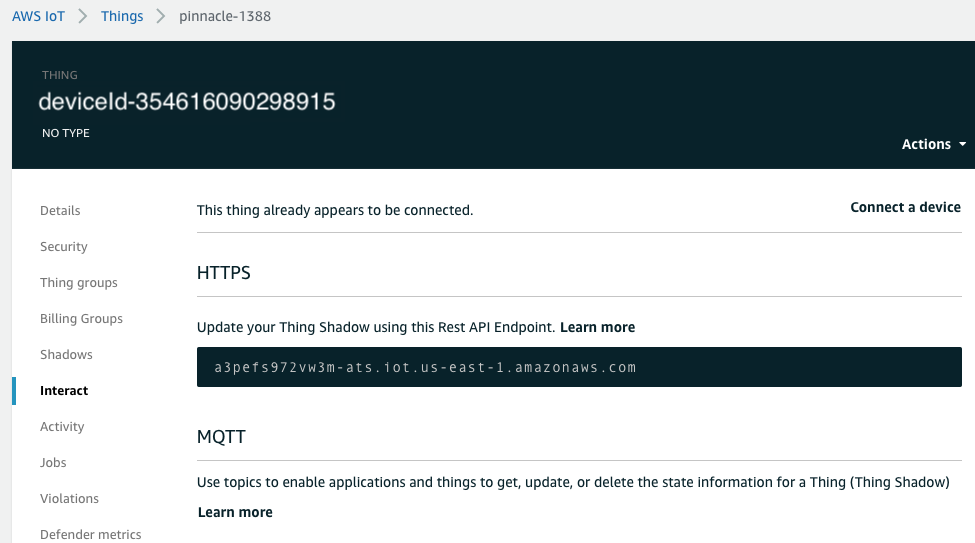 AWS IoT > Things > pinnacle-1388
THING
deviceId-354616090298915
NO TYPE
Actions
Details
Security
Thing groups
Billing Groups
Shadows
Interact
Activity
Jobs
Violations
Defender metrics
This thing already appears to be connected.
Connect a device
HTTPS
Update your Thing Shadow using this Rest API Endpoint. Learn more
a3pefs972vw3m-ats.iot.us-east-1.amazonaws.com
MQTT
Use topics to enable applications and things to get, update, or delete the state information for a Thing (Thing Shadow)
Learn more